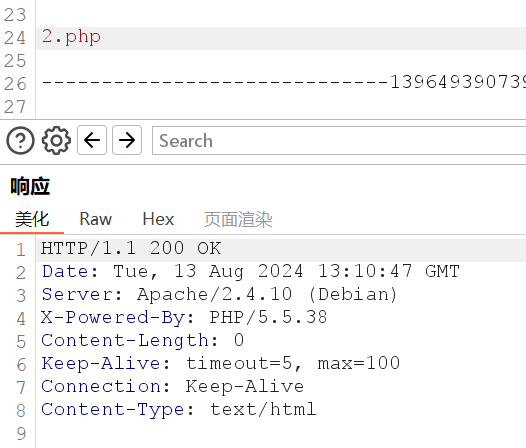 23
24 2.php
25
26 -----------------------------139649390739
27
Search
响应
美化 Raw Hex 页面渲染
1 HTTP/1.1 200 OK
2 Date: Tue, 13 Aug 2024 13:10:47 GMT
3 Server: Apache/2.4.10 (Debian)
4 X-Powered-By: PHP/5.5.38
5 Content-Length: 0
6 Keep-Alive: timeout=5, max=100
7 Connection: Keep-Alive
8 Content-Type: text/html
9